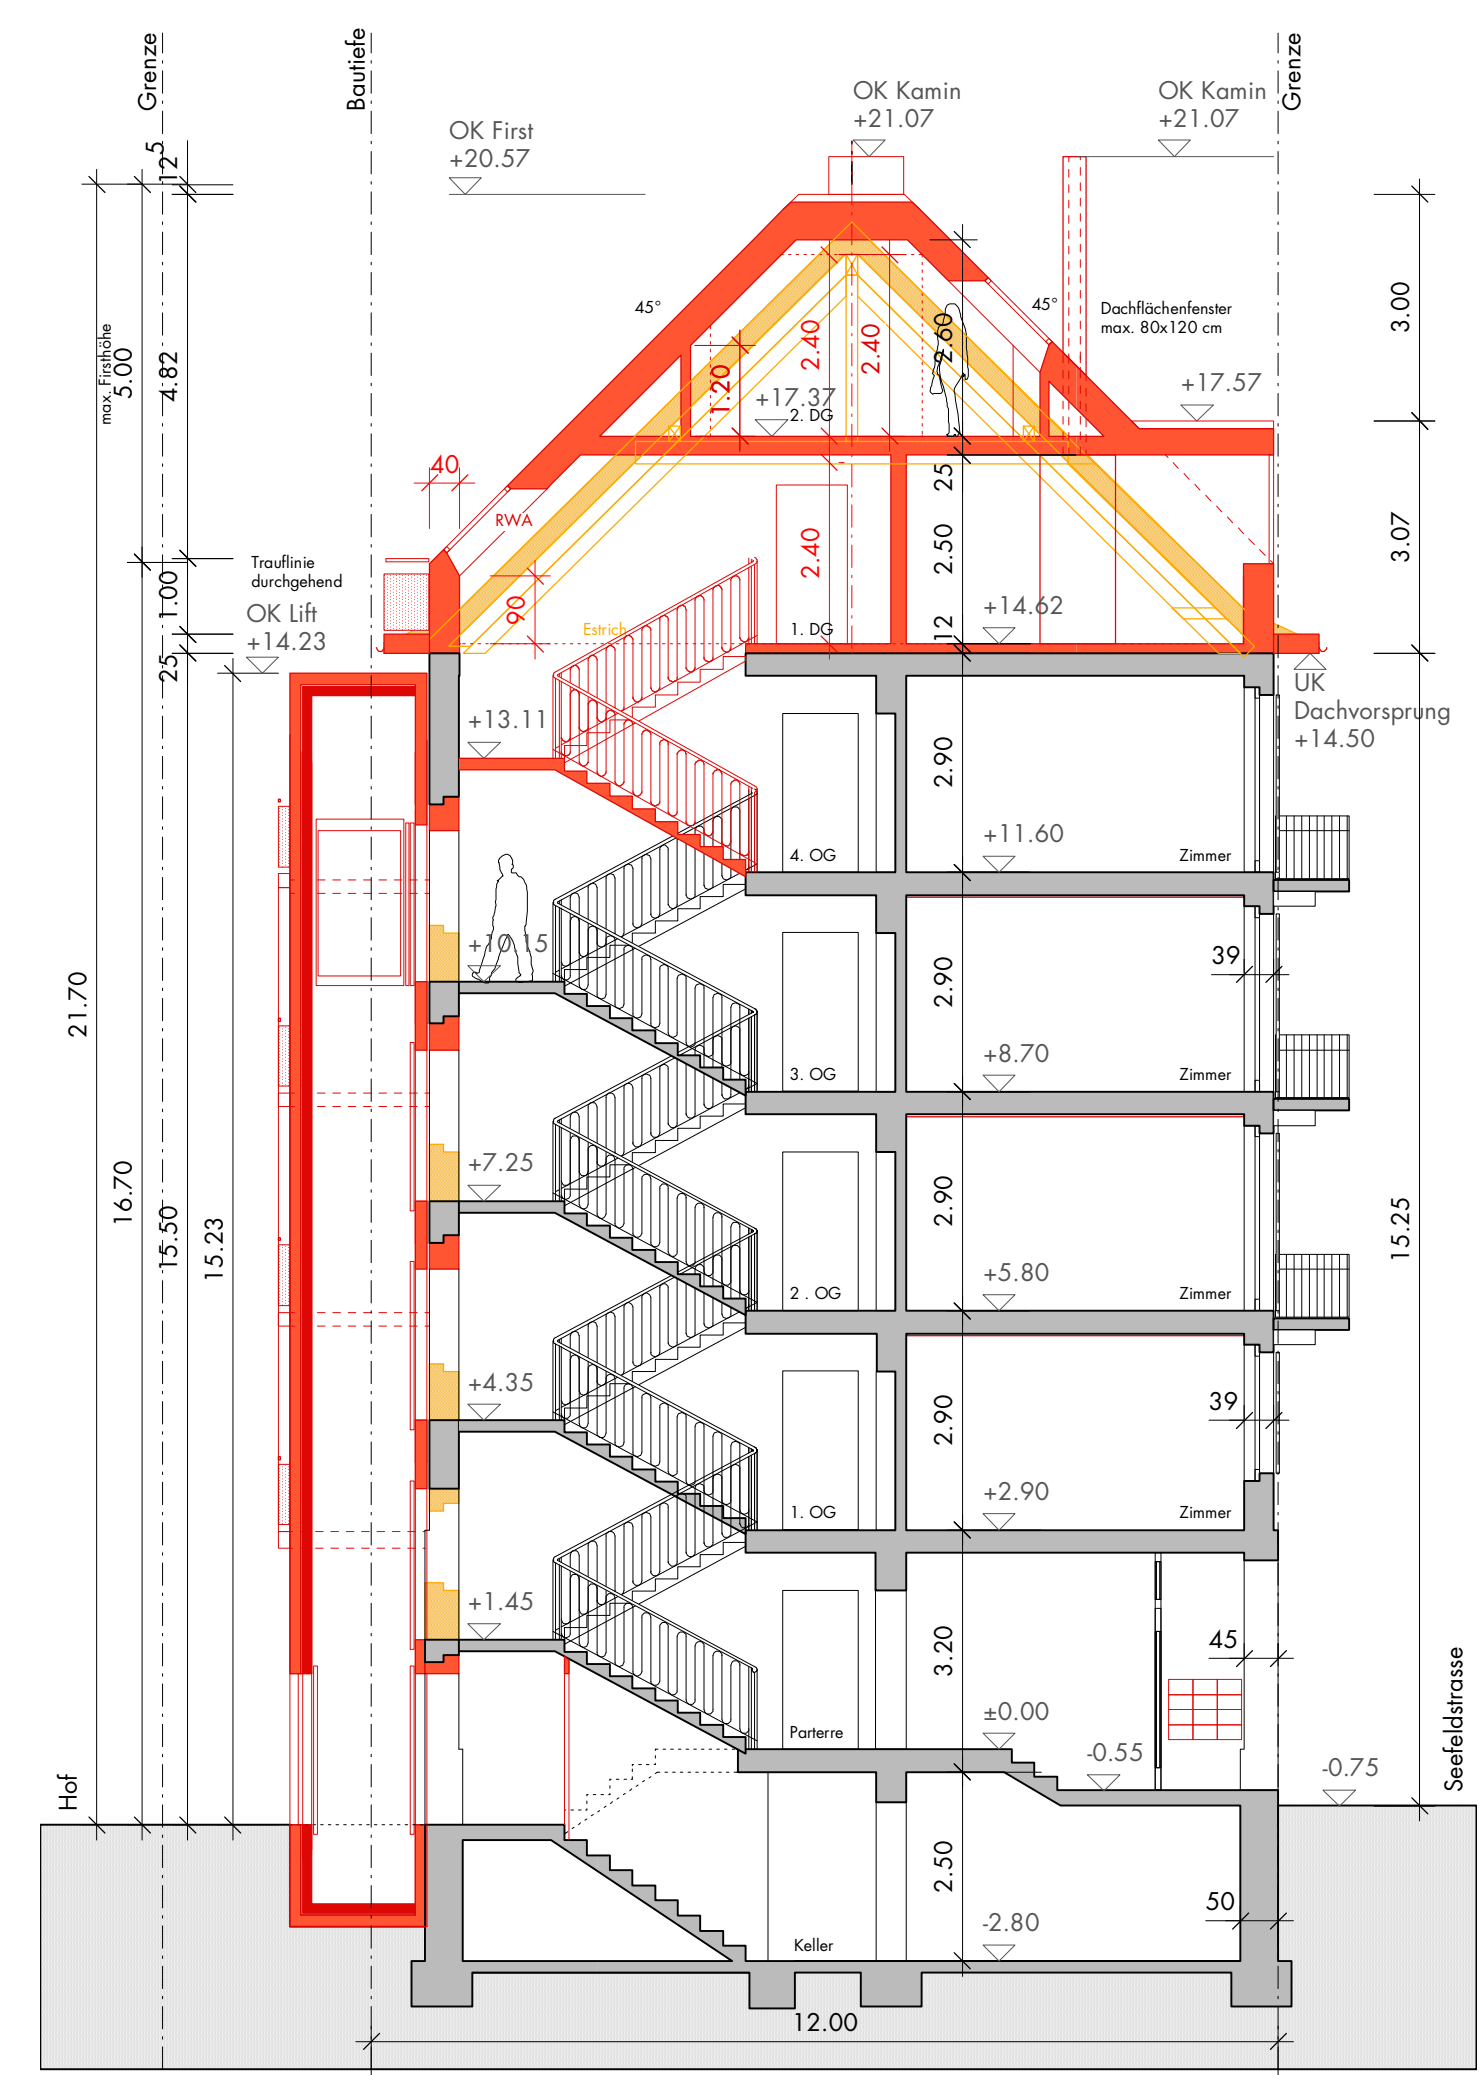 Grenze
Bautiefe
Grenze
OK Kamin
+21.07
OK Kamin
+21.07
OK First
+20.57
12⁵
max. Firsthöhe
5.00
4.82
45°
45°
Dachflächenfenster
max. 80x120 cm
3.00
2.40
2.40
2.60
1.20
+17.37
2. DG
+17.57
40
RWA
25
2.50
2.40
3.07
Trauflinie
durchgehend
1.00
OK Lift
+14.23
90
Estrich
1. DG
12
+14.62
25
UK
Dachvorsprung
+14.50
+13.11
2.90
+11.60
4. OG
Zimmer
+10.15
39
2.90
21.70
+8.70
3. OG
Zimmer
+7.25
16.70
15.50
15.23
2.90
15.25
+5.80
2 . OG
Zimmer
+4.35
39
2.90
+2.90
1. OG
Zimmer
+1.45
3.20
45
Seefeldstrasse
±0.00
Parterre
-0.55
-0.75
Hof
2.50
50
-2.80
Keller
12.00